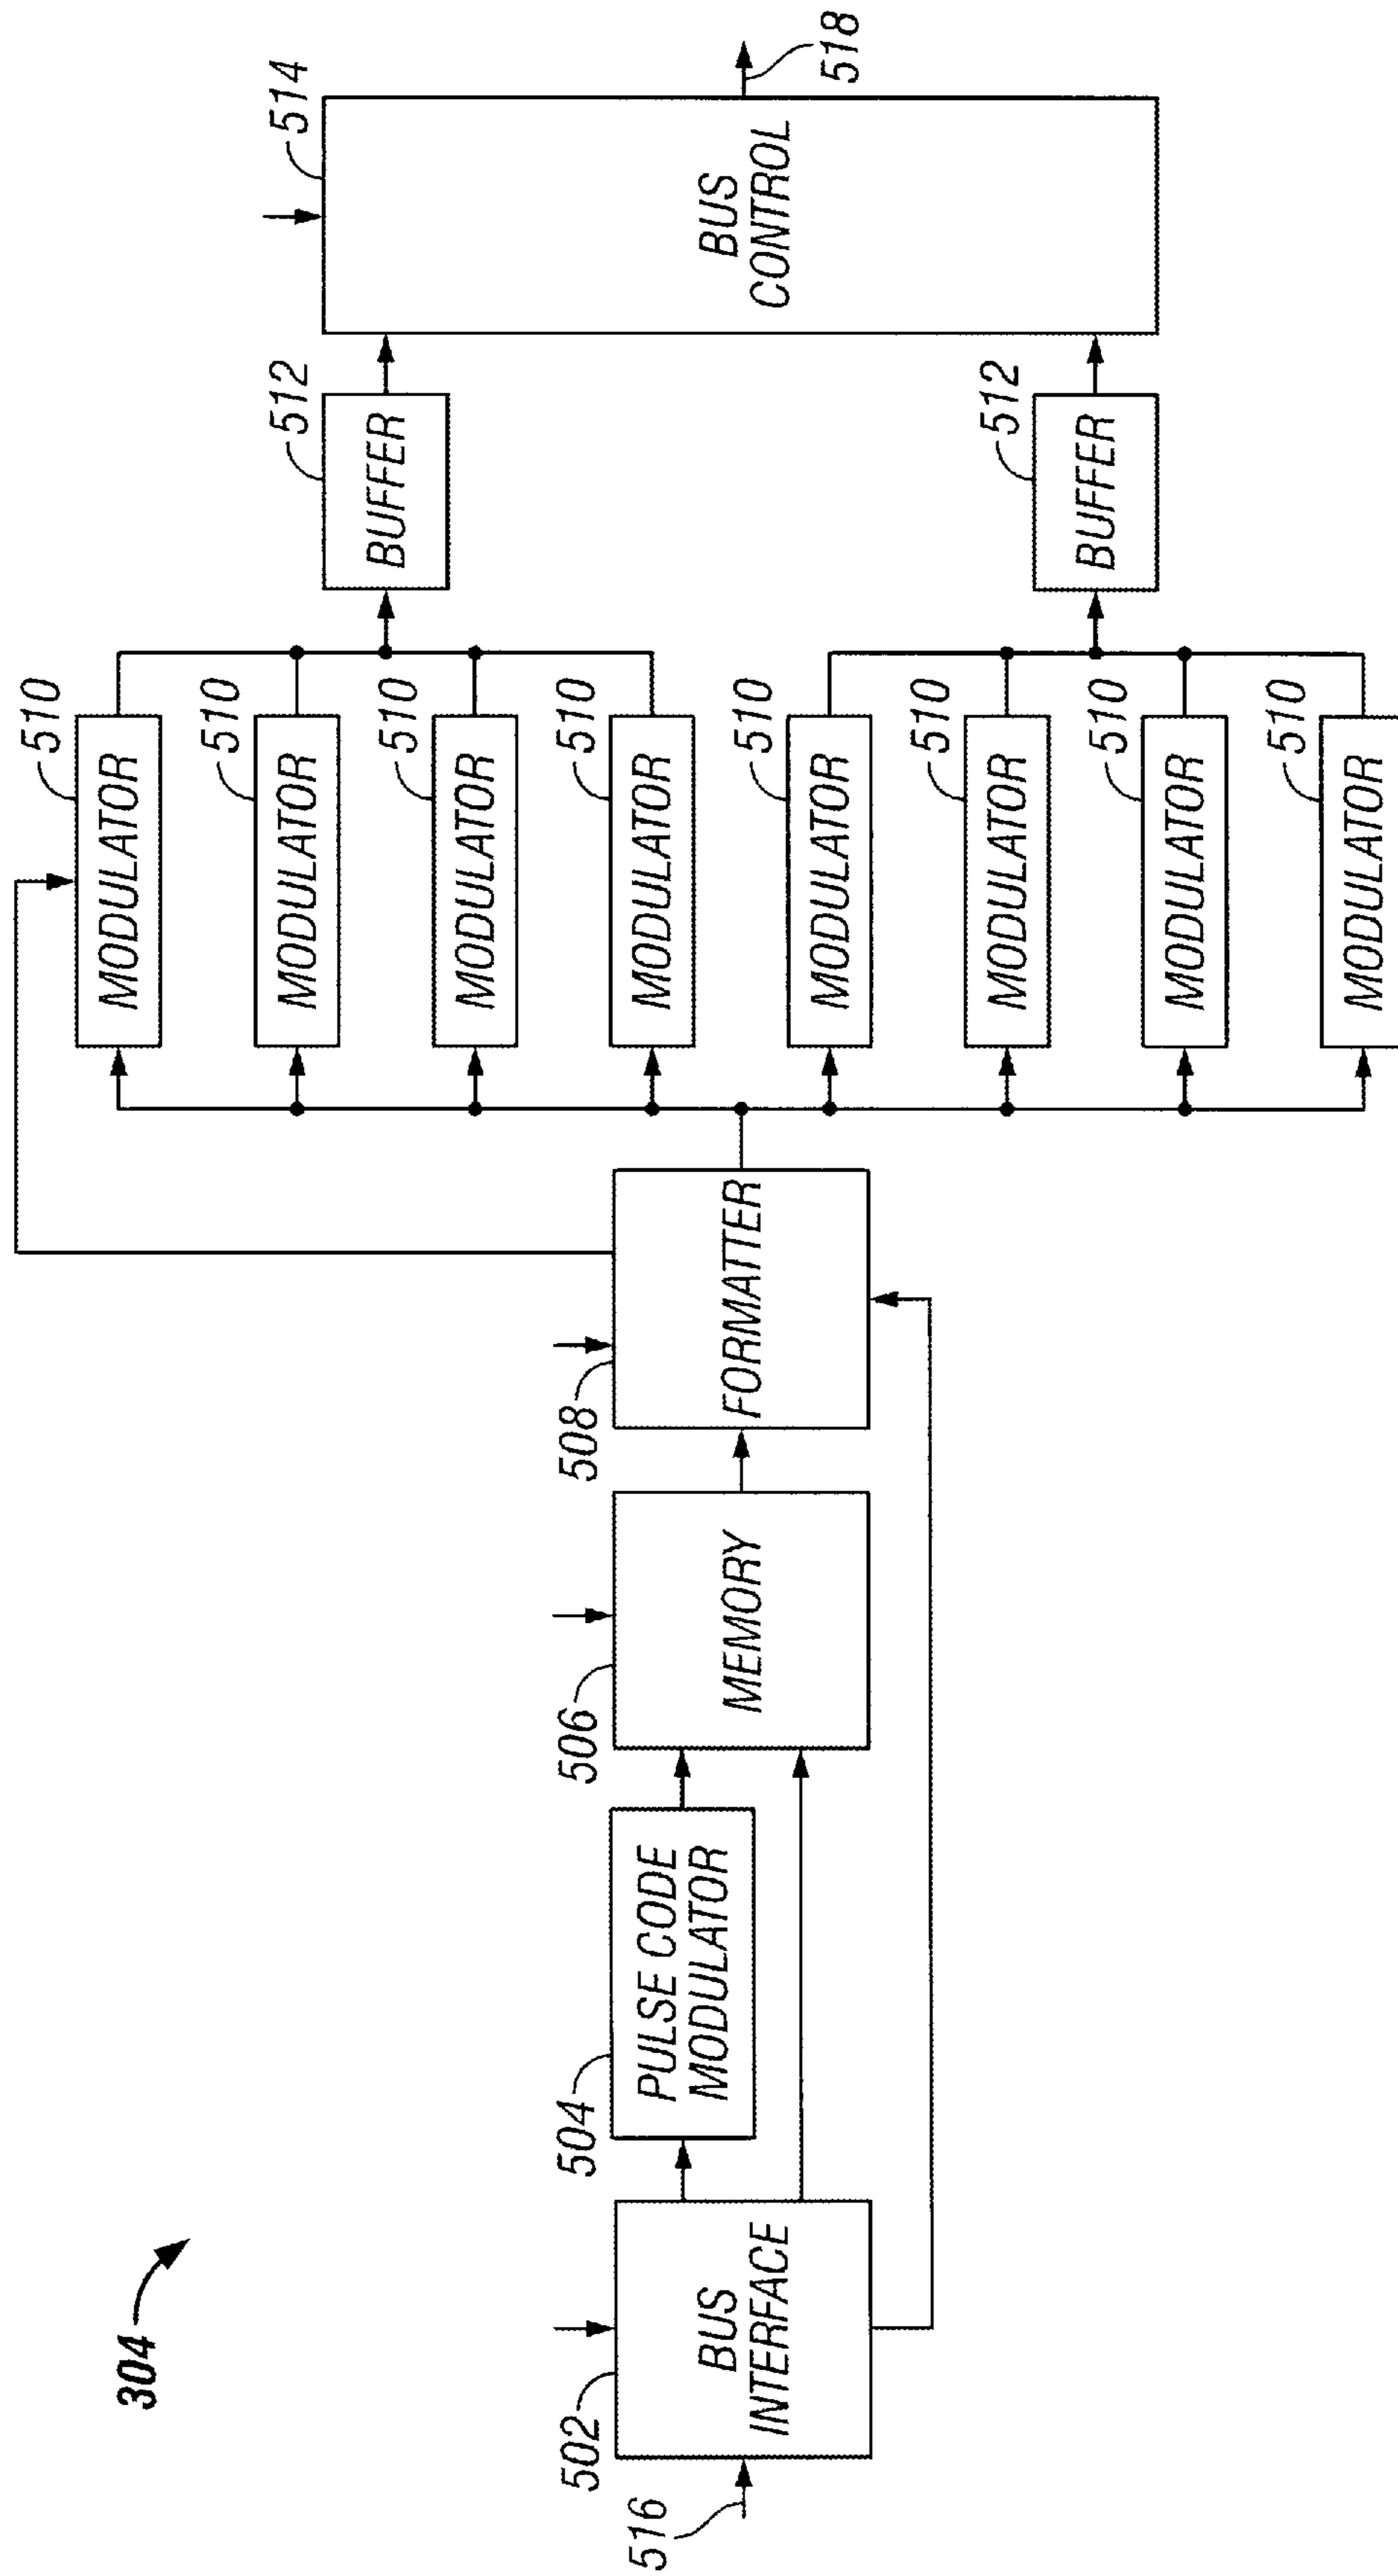 304
516
502
BUS
INTERFACE
504
PULSE CODE
MODULATOR
506
MEMORY
508
FORMATTER
510
MODULATOR
510
MODULATOR
510
MODULATOR
510
MODULATOR
510
MODULATOR
510
MODULATOR
510
MODULATOR
510
MODULATOR
512
BUFFER
512
BUFFER
514
BUS
CONTROL
518